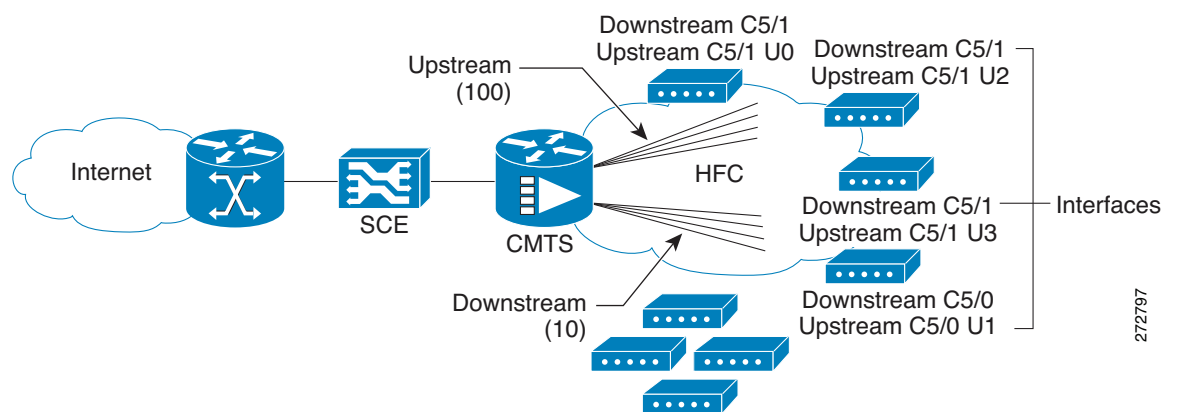 Downstream C5/1
Upstream C5/1 U0
Downstream C5/1
Upstream C5/1 U2
Upstream
(100)
Internet
HFC
SCE
CMTS
Downstream C5/1
Upstream C5/1 U3
Interfaces
Downstream
(10)
Downstream C5/0
Upstream C5/0 U1
272797